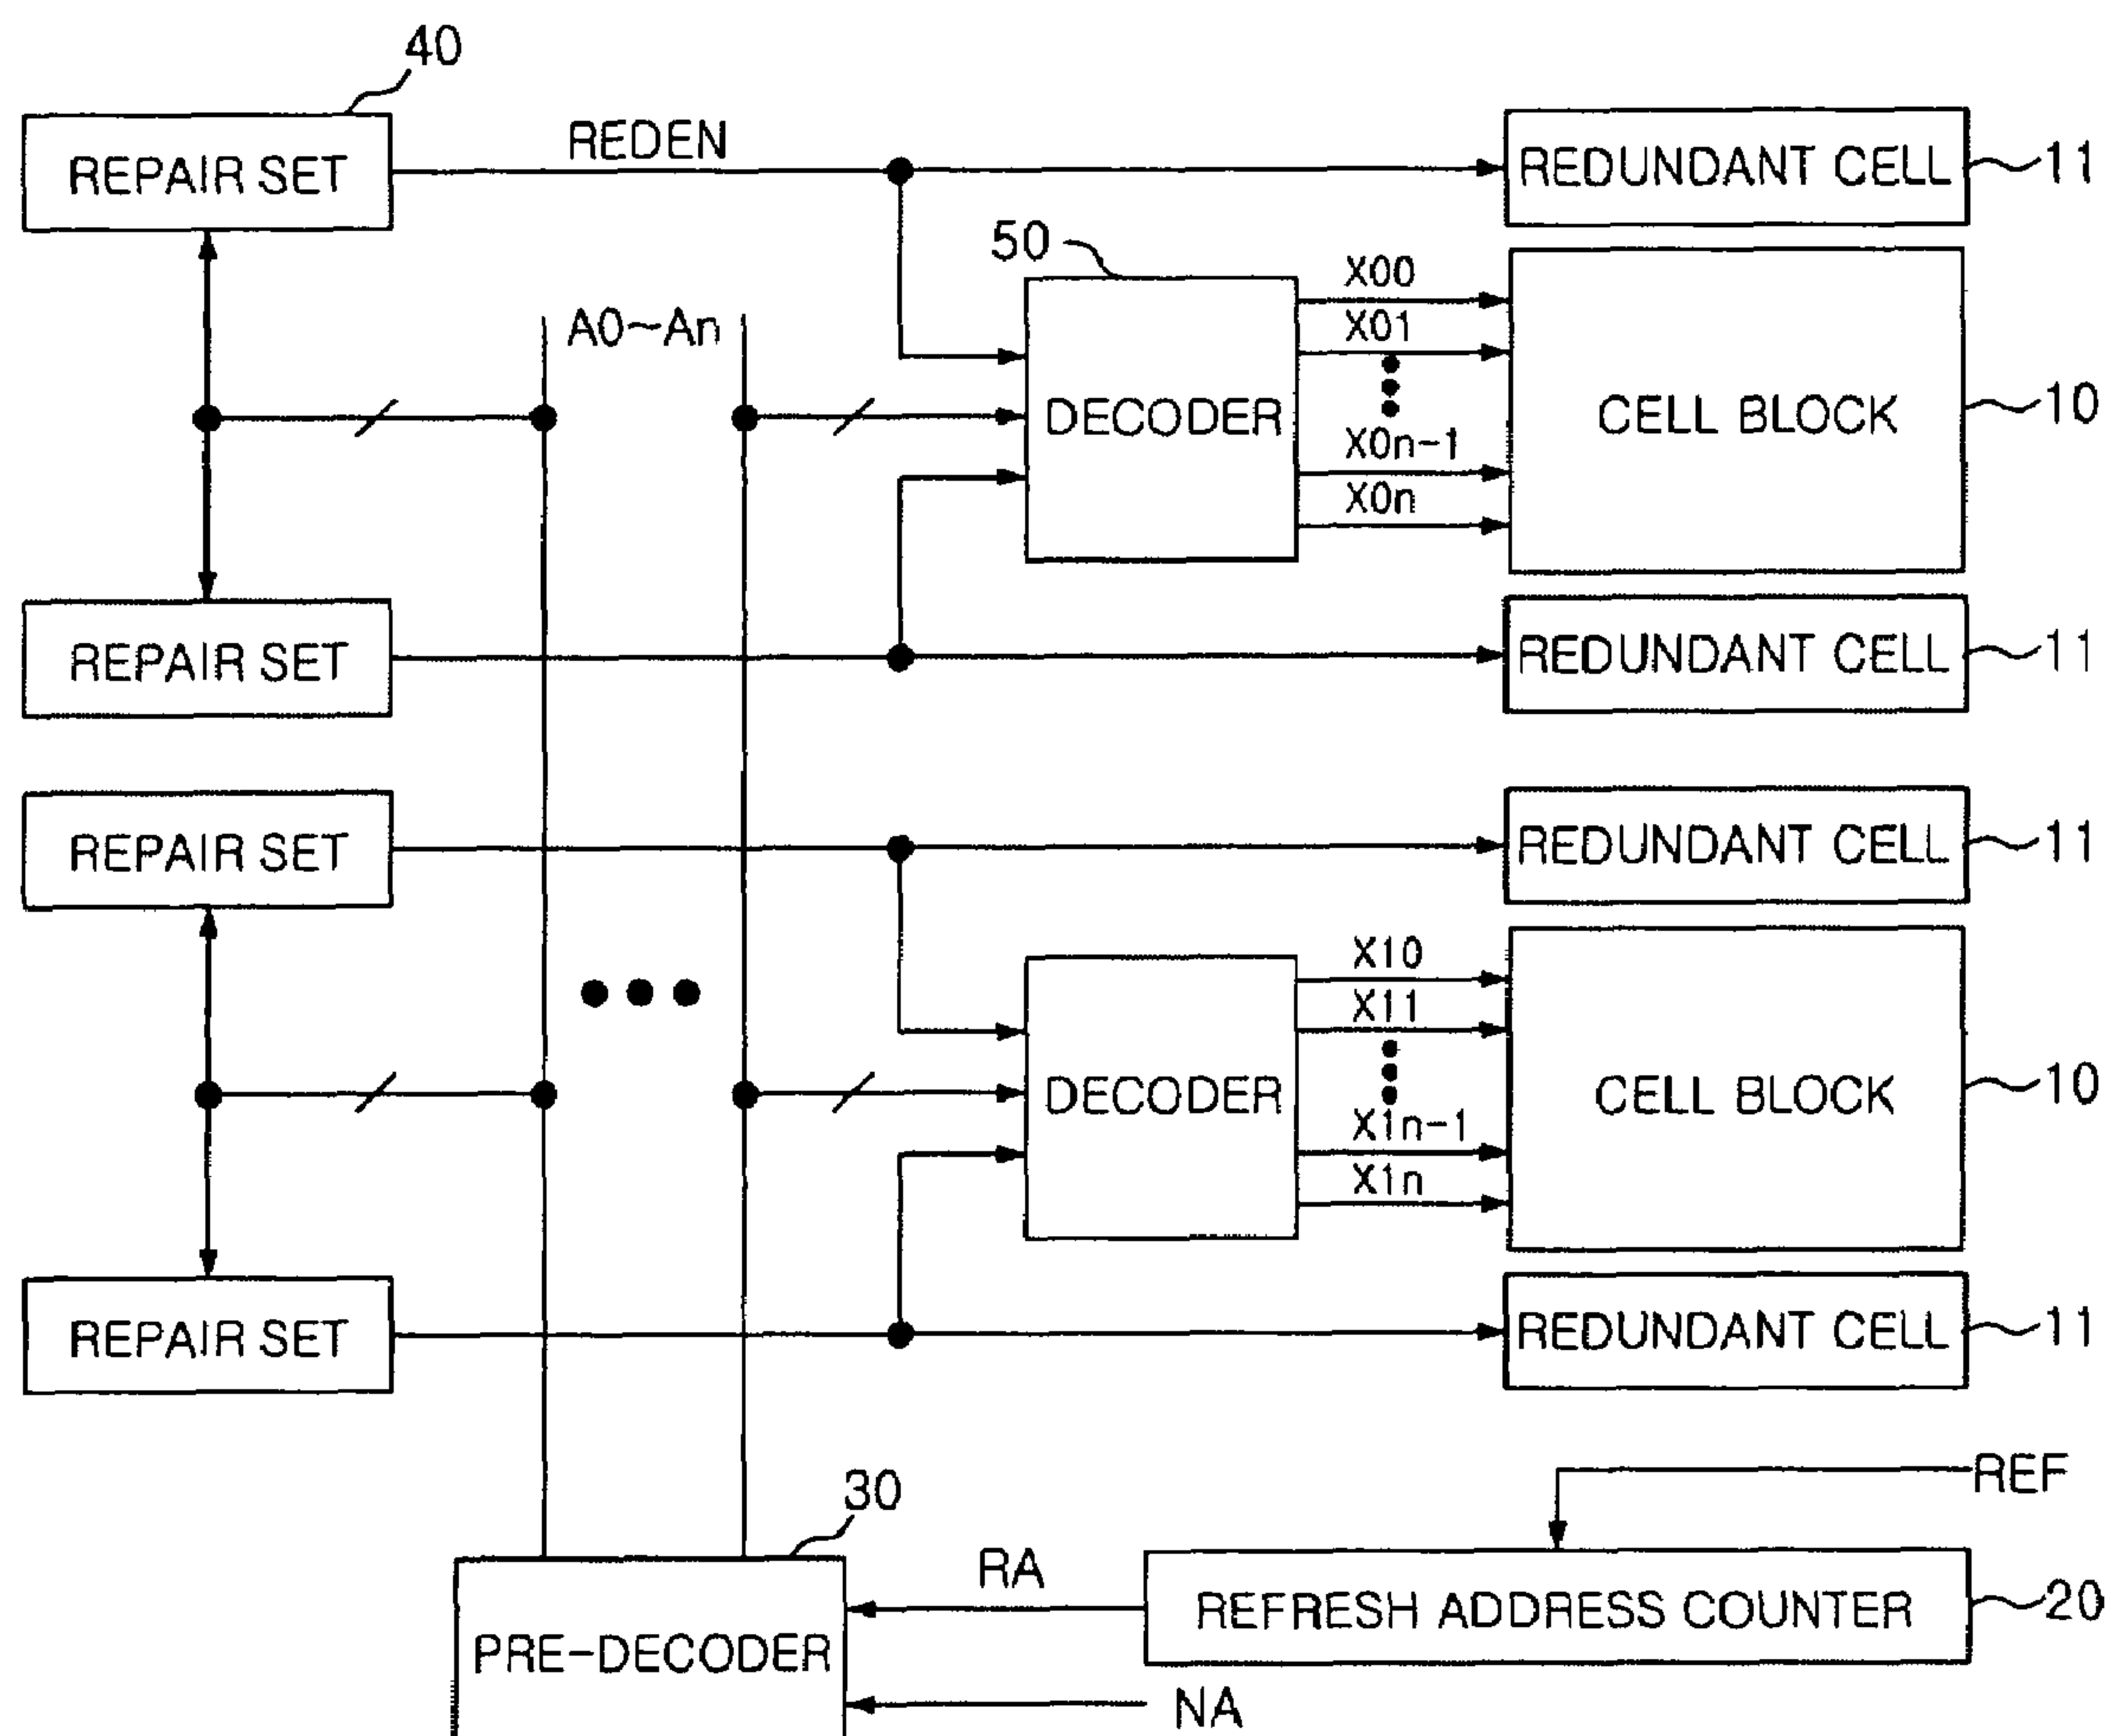 40
REPAIR SET
REDEN
REDUNDANT CELL
11
50
A0~An
DECODER
X00
X01
X0n-1
X0n
CELL BLOCK
10
REPAIR SET
REDUNDANT CELL
11
REPAIR SET
REDUNDANT CELL
11
DECODER
X10
X11
X1n-1
X1n
CELL BLOCK
10
REPAIR SET
REDUNDANT CELL
11
30
REF
PRE-DECODER
RA
REFRESH ADDRESS COUNTER
20
NA